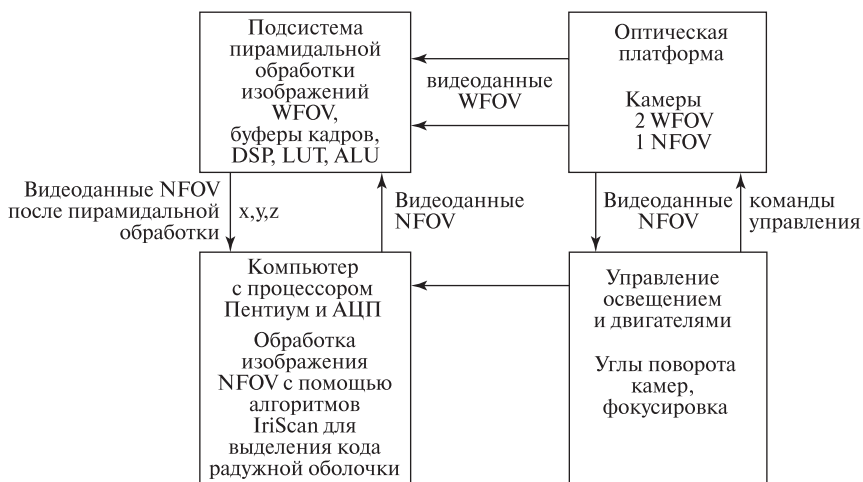 Подсистема
пирамидальной
обработки
изображений
WFOV,
буферы кадров,
DSP, LUT, ALU
видеоданные
WFOV
Оптическая
платформа
Камеры
2 WFOV
1 NFOV
Видеоданные NFOV
после пирамидальной
обработки
x,y,z
Видеоданные
NFOV
Видеоданные
NFOV
команды
управления
Компьютер
с процессором
Пентиум и АЦП
Обработка
изображения
NFOV с помощью
алгоритмов
IriScan для
выделения кода
радужной оболочки
Управление
освещением
и двигателями
Углы поворота
камер,
фокусировка